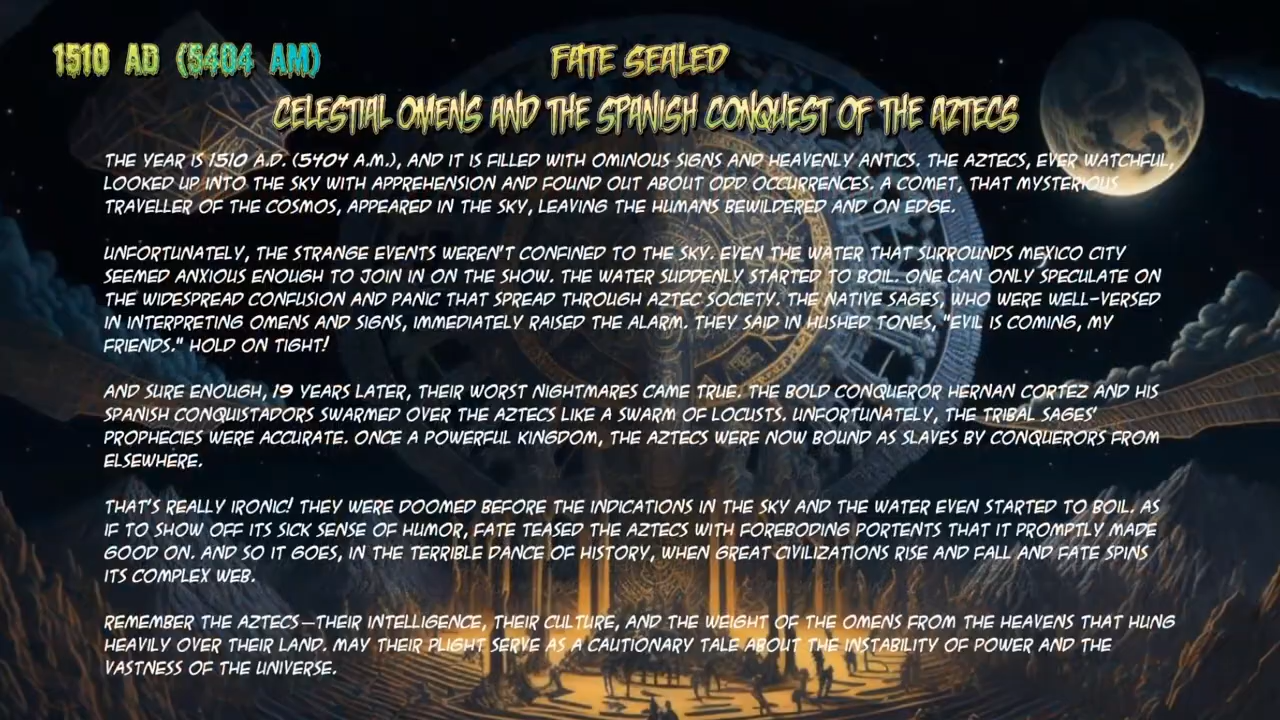 1510 AD (5404 AM)
FATE SEALED
CELESTIAL OMENS AND THE SPANISH CONQUEST OF THE AZTECS
THE YEAR IS 1510 A.D. (5404 A.M.), AND IT IS FILLED WITH OMINOUS SIGNS AND HEAVENLY ANTICS. THE AZTECS, EVER WATCHFUL,
LOOKED UP INTO THE SKY WITH APPREHENSION AND FOUND OUT ABOUT ODD OCCURRENCES. A COMET, THAT MYSTERIOUS
TRAVELLER OF THE COSMOS, APPEARED IN THE SKY, LEAVING THE HUMANS BEWILDERED AND ON EDGE.
UNFORTUNATELY, THE STRANGE EVENTS WEREN'T CONFINED TO THE SKY. EVEN THE WATER THAT SURROUNDS MEXICO CITY
SEEMED ANXIOUS ENOUGH TO JOIN IN ON THE SHOW. THE WATER SUDDENLY STARTED TO BOIL. ONE CAN ONLY SPECULATE ON
THE WIDESPREAD CONFUSION AND PANIC THAT SPREAD THROUGH AZTEC SOCIETY. THE NATIVE SAGES, WHO WERE WELL-VERSED
IN INTERPRETING OMENS AND SIGNS, IMMEDIATELY RAISED THE ALARM. THEY SAID IN HUSHED TONES, "EVIL IS COMING, MY
FRIENDS." HOLD ON TIGHT!
AND SURE ENOUGH, 19 YEARS LATER, THEIR WORST NIGHTMARES CAME TRUE. THE BOLD CONQUEROR HERNAN CORTEZ AND HIS
SPANISH CONQUISTADORS SWARMED OVER THE AZTECS LIKE A SWARM OF LOCUSTS. UNFORTUNATELY, THE TRIBAL SAGES'
PROPHECIES WERE ACCURATE. ONCE A POWERFUL KINGDOM, THE AZTECS WERE NOW BOUND AS SLAVES BY CONQUERORS FROM
ELSEWHERE.
THAT'S REALLY IRONIC! THEY WERE DOOMED BEFORE THE INDICATIONS IN THE SKY AND THE WATER EVEN STARTED TO BOIL. AS
IF TO SHOW OFF ITS SICK SENSE OF HUMOR, FATE TEASED THE AZTECS WITH FOREBODING PORTENTS THAT IT PROMPTLY MADE
GOOD ON. AND SO IT GOES, IN THE TERRIBLE DANCE OF HISTORY, WHEN GREAT CIVILIZATIONS RISE AND FALL AND FATE SPINS
ITS COMPLEX WEB.
REMEMBER THE AZTECS—THEIR INTELLIGENCE, THEIR CULTURE, AND THE WEIGHT OF THE OMENS FROM THE HEAVENS THAT HUNG
HEAVILY OVER THEIR LAND. MAY THEIR PLIGHT SERVE AS A CAUTIONARY TALE ABOUT THE INSTABILITY OF POWER AND THE
VASTNESS OF THE UNIVERSE.